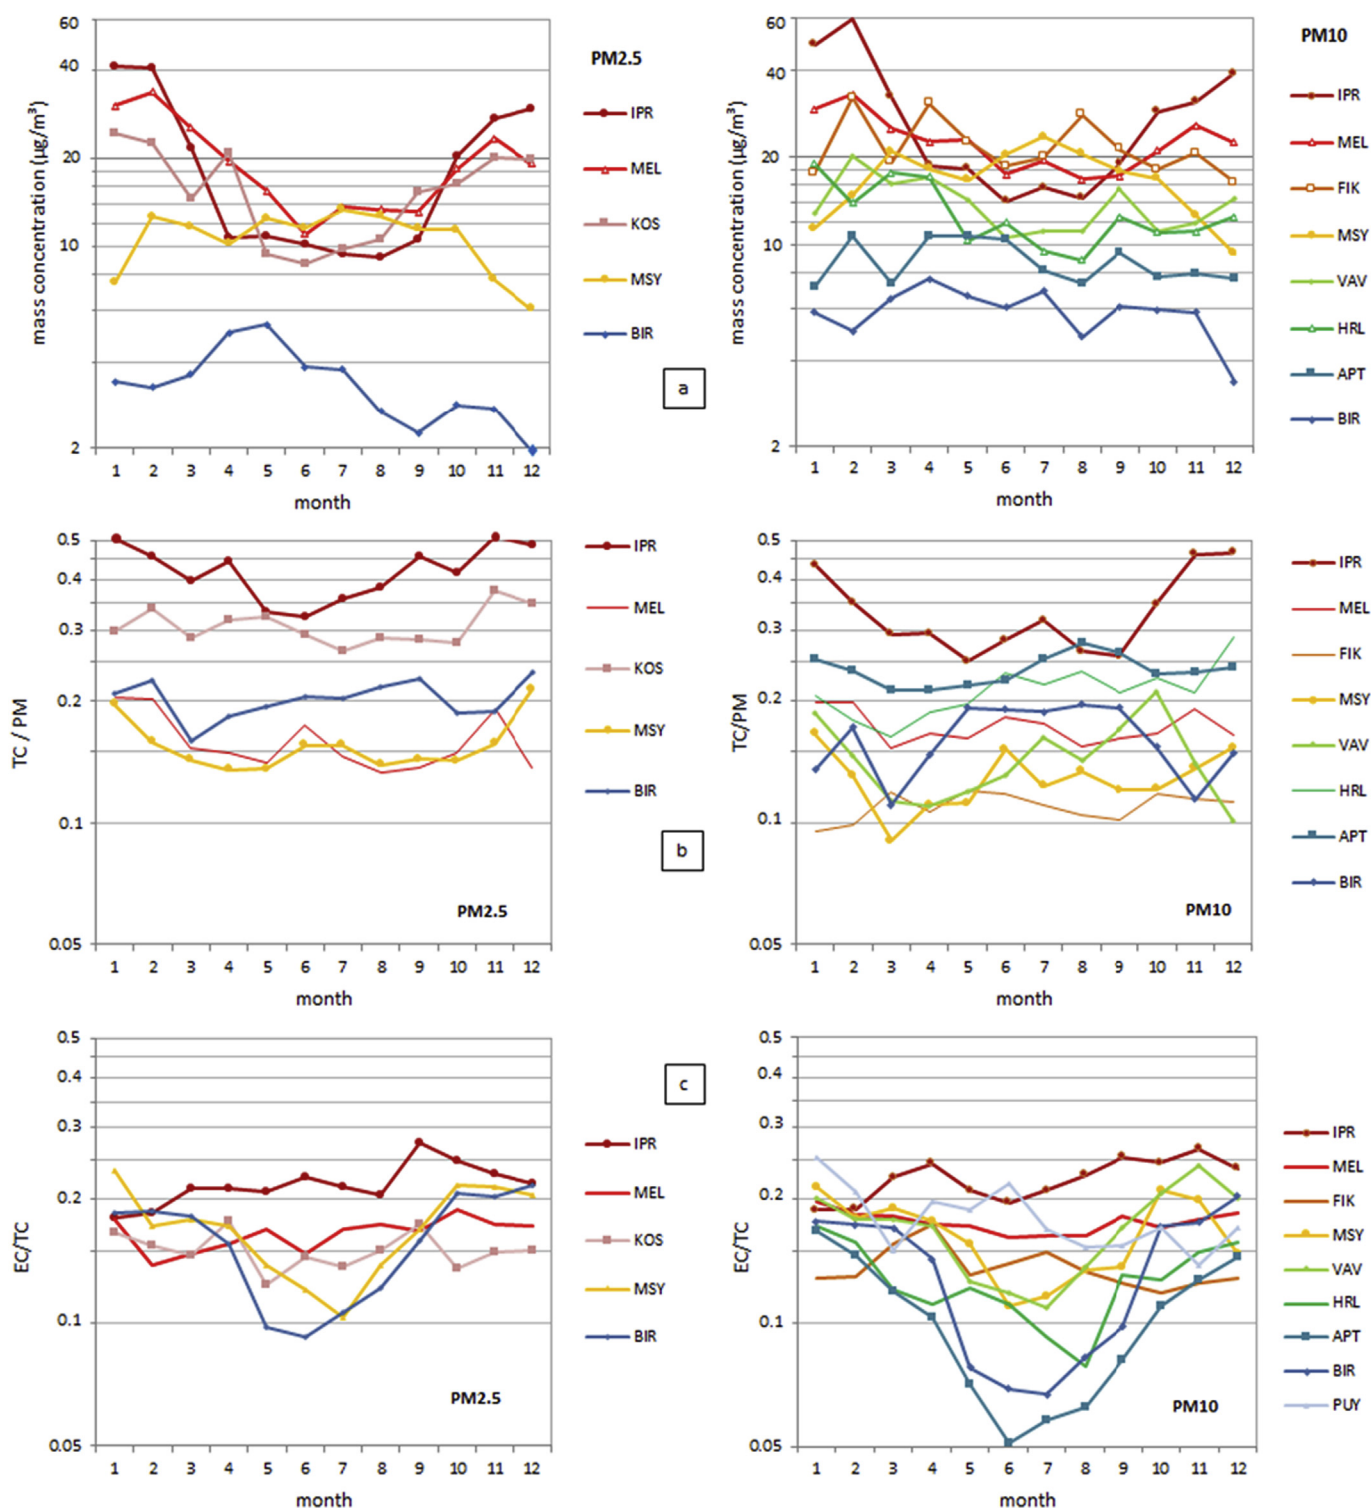 60
40
20
10
2
mass concentration (µg/m³)
1 2 3 4 5 6 7 8 9 10 11 12
month
PM2.5
IPR
MEL
KOS
MSY
BIR
a
60
40
20
10
2
mass concentration (µg/m³)
1 2 3 4 5 6 7 8 9 10 11 12
month
PM10
IPR
MEL
FIK
MSY
VAV
HRL
APT
BIR
0.5
0.4
0.3
0.2
0.1
0.05
TC / PM
1 2 3 4 5 6 7 8 9 10 11 12
month
PM2.5
IPR
MEL
KOS
MSY
BIR
b
0.5
0.4
0.3
0.2
0.1
0.05
TC/PM
1 2 3 4 5 6 7 8 9 10 11 12
month
PM10
IPR
MEL
FIK
MSY
VAV
HRL
APT
BIR
0.5
0.4
0.3
0.2
0.1
0.05
EC/TC
1 2 3 4 5 6 7 8 9 10 11 12
month
PM2.5
IPR
MEL
KOS
MSY
BIR
c
0.5
0.4
0.3
0.2
0.1
0.05
EC/TC
1 2 3 4 5 6 7 8 9 10 11 12
month
PM10
IPR
MEL
FIK
MSY
VAV
HRL
APT
BIR
PUY